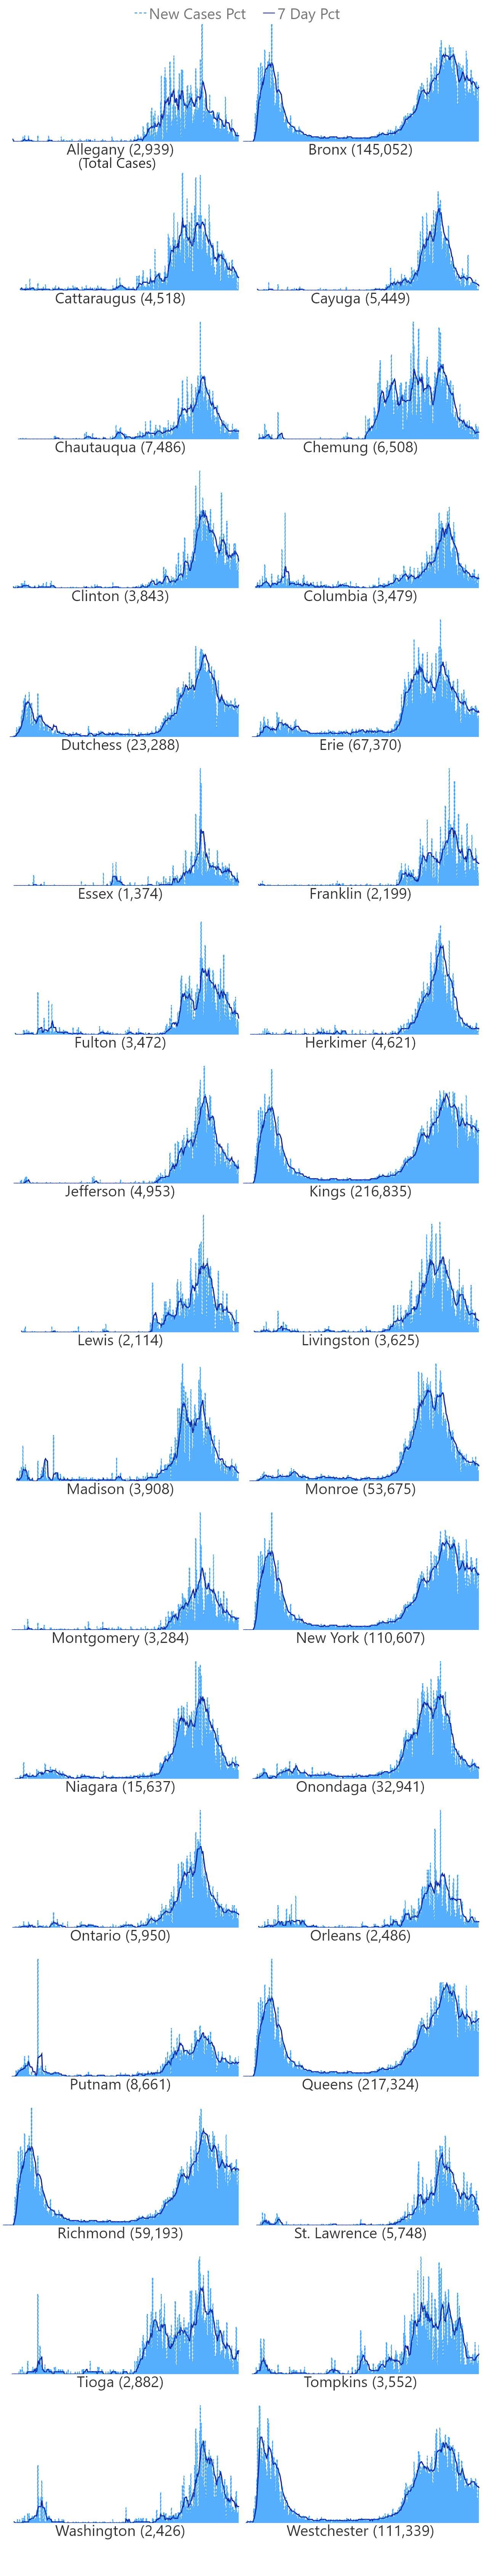 New Cases Pct 7 Day Pct
Allegany (2,939) Bronx (145,052)
(Total Cases)
Cattaraugus (4,518) Cayuga (5,449)
Chautauqua (7,486) Chemung (6,508)
Clinton (3,843) Columbia (3,479)
Dutchess (23,288) Erie (67,370)
Essex (1,374) Franklin (2,199)
Fulton (3,472) Herkimer (4,621)
Jefferson (4,953) Kings (216,835)
Lewis (2,114) Livingston (3,625)
Madison (3,908) Monroe (53,675)
Montgomery (3,284) New York (110,607)
Niagara (15,637) Onondaga (32,941)
Ontario (5,950) Orleans (2,486)
Putnam (8,661) Queens (217,324)
Richmond (59,193) St. Lawrence (5,748)
Tioga (2,882) Tompkins (3,552)
Washington (2,426) Westchester (111,339)